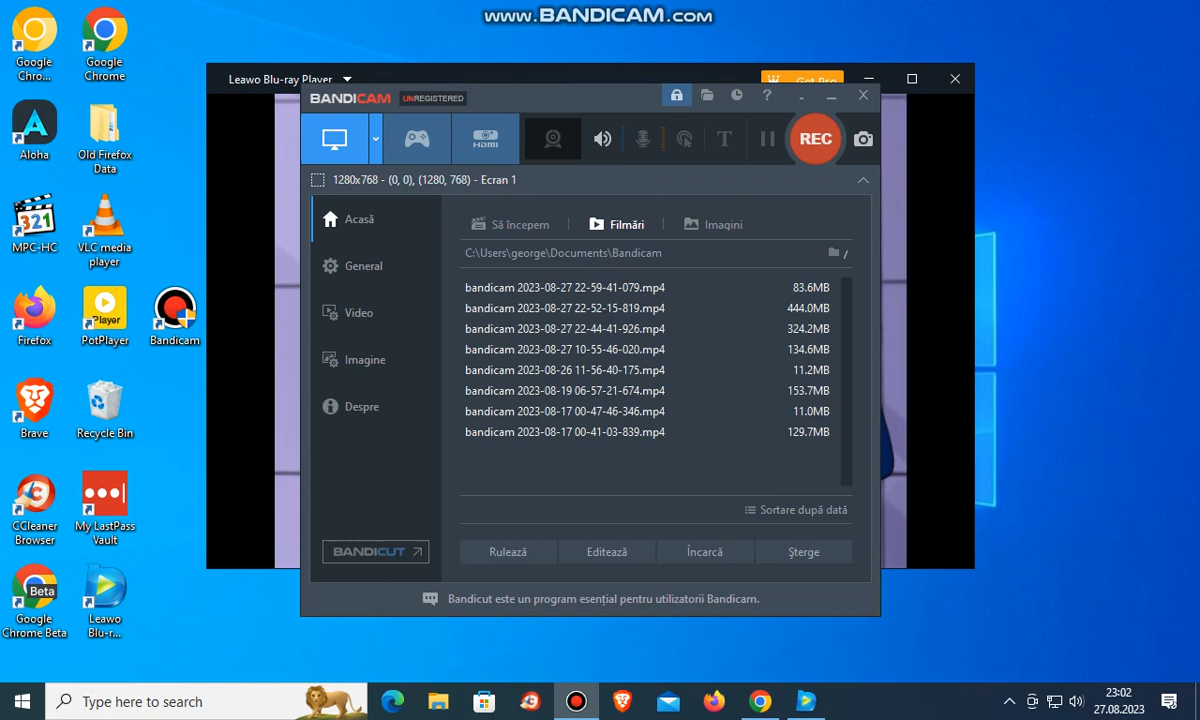 www.BANDICAM.com
Google
Chro...
Google
Chrome
Aloha
Old Firefox
Data
MPC-HC
VLC media
player
Firefox
PotPlayer
Bandicam
Brave
Recycle Bin
CCleaner
Browser
My LastPass
Vault
Google
Chrome Beta
Leawo
Blu-r...
Leawo Blu-ray Player
Get Pro
BANDICAM UNREGISTERED
HDMI
REC
1280x768 - (0, 0), (1280, 768) - Ecran 1
Acasă
General
Video
Imagine
Despre
BANDICUT
Să începem
Filmări
Imagini
C:\Users\george\Documents\Bandicam
bandicam 2023-08-27 22-59-41-079.mp4 83.6MB
bandicam 2023-08-27 22-52-15-819.mp4 444.0MB
bandicam 2023-08-27 22-44-41-926.mp4 324.2MB
bandicam 2023-08-27 10-55-46-020.mp4 134.6MB
bandicam 2023-08-26 11-56-40-175.mp4 11.2MB
bandicam 2023-08-19 06-57-21-674.mp4 153.7MB
bandicam 2023-08-17 00-47-46-346.mp4 11.0MB
bandicam 2023-08-17 00-41-03-839.mp4 129.7MB
Sortare după dată
Rulează Editează Încarcă Șterge
Bandicut este un program esențial pentru utilizatorii Bandicam.
Type here to search
23:02
27.08.2023